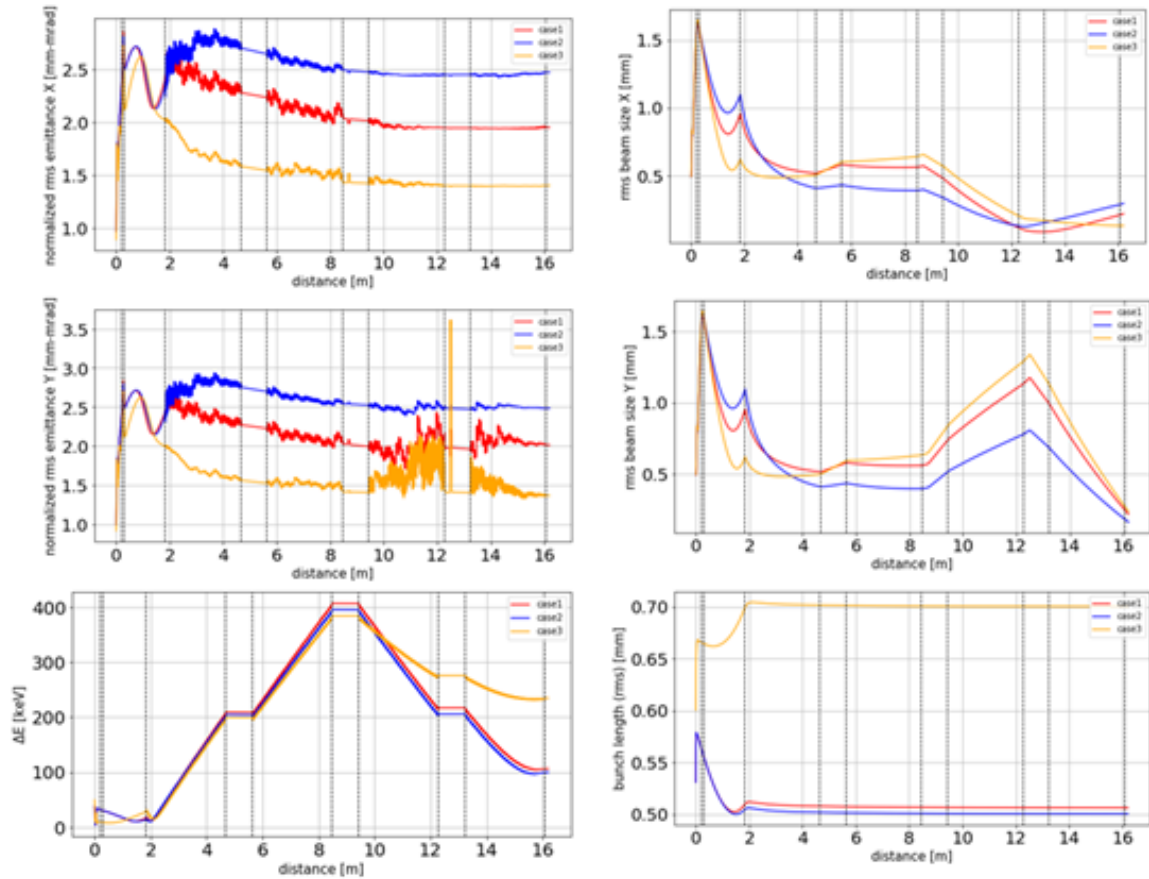 normalized rms emittance X [mm-mrad]
2.5
2.0
1.5
1.0
0 2 4 6 8 10 12 14 16
distance [m]
case1
case2
case3
rms beam size X [mm]
1.5
1.0
0.5
0 2 4 6 8 10 12 14 16
distance [m]
case1
case2
case3
normalized rms emittance Y [mm-mrad]
3.5
3.0
2.5
2.0
1.5
1.0
0 2 4 6 8 10 12 14 16
distance [m]
case1
case2
case3
rms beam size Y [mm]
1.5
1.0
0.5
0 2 4 6 8 10 12 14 16
distance [m]
case1
case2
case3
ΔE [keV]
400
300
200
100
0
0 2 4 6 8 10 12 14 16
distance [m]
case1
case2
case3
bunch length (rms) [mm]
0.70
0.65
0.60
0.55
0.50
0 2 4 6 8 10 12 14 16
distance [m]
case1
case2
case3